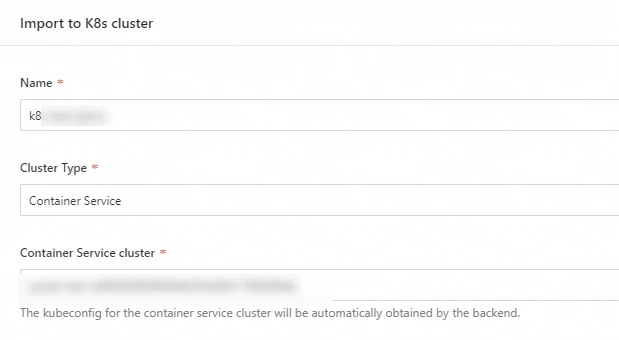 Import to K8s cluster
Name *
k8
Cluster Type *
Container Service
Container Service cluster *
The kubeconfig for the container service cluster will be automatically obtained by the backend.